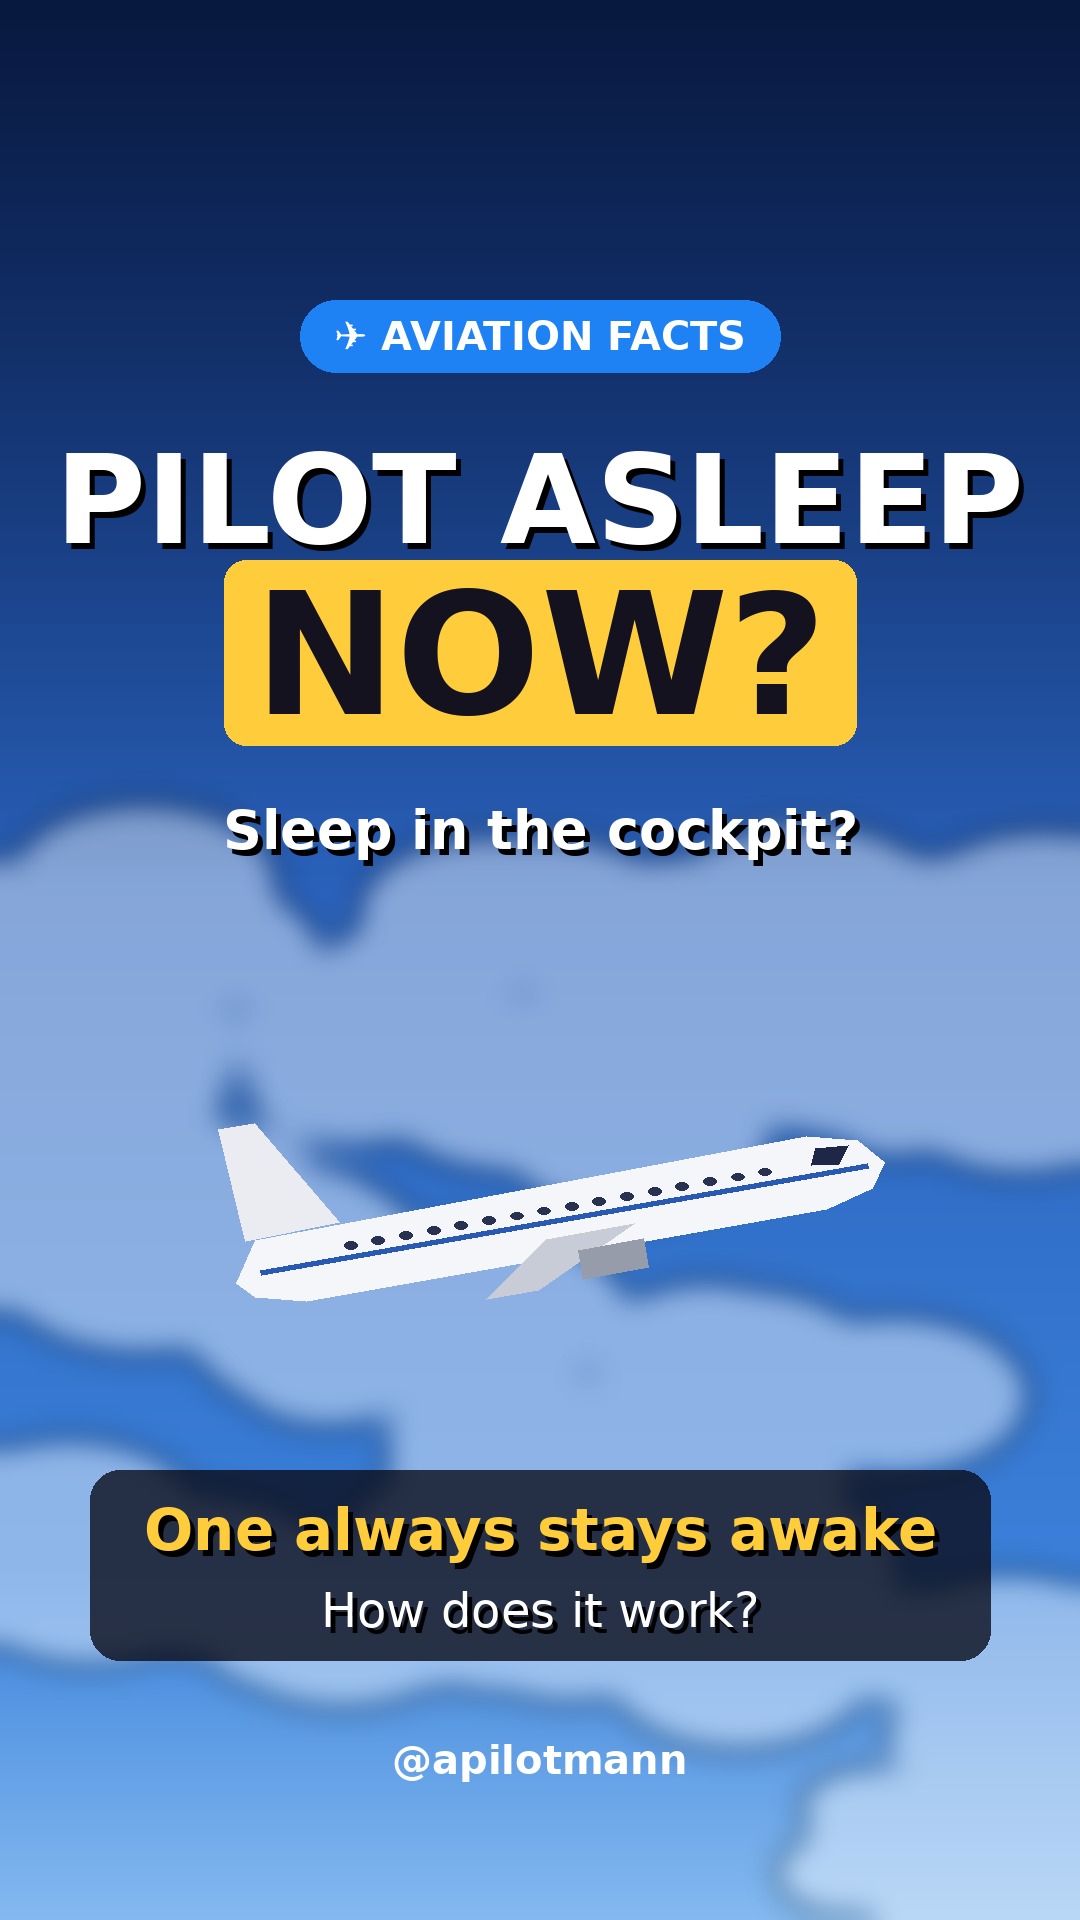 ✈ AVIATION FACTS
PILOT ASLEEP
NOW?
Sleep in the cockpit?
One always stays awake
How does it work?
@apilotmann